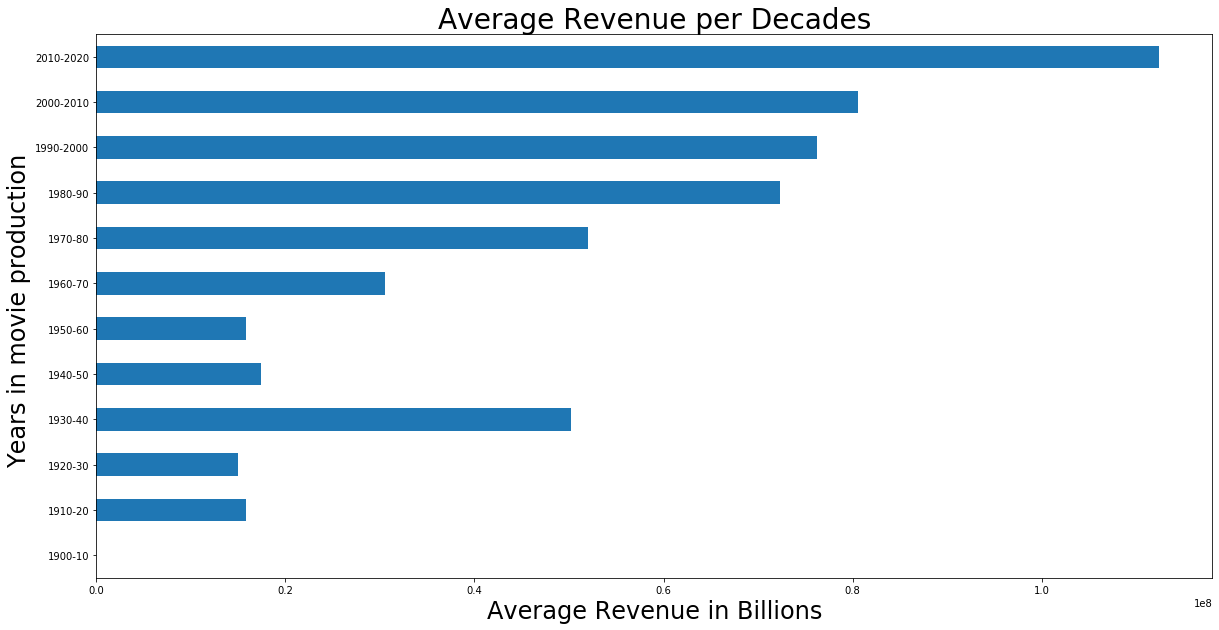 Average Revenue per Decades
Years in movie production
2010-2020
2000-2010
1990-2000
1980-90
1970-80
1960-70
1950-60
1940-50
1930-40
1920-30
1910-20
1900-10
0.0 0.2 0.4 0.6 0.8 1.0
1e8
Average Revenue in Billions